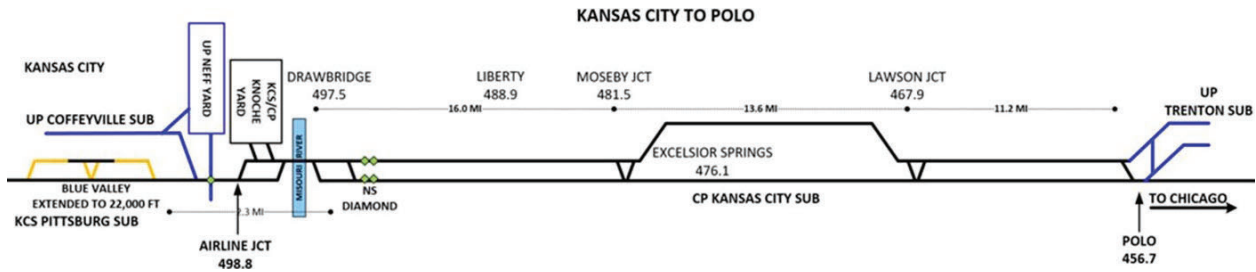 KANSAS CITY TO POLO
KANSAS CITY
UP NEFF YARD
KCS/CP
KNOCHE
YARD
DRAWBRIDGE
497.5
LIBERTY
488.9
MOSEBY JCT
481.5
LAWSON JCT
467.9
UP
TRENTON SUB
16.0 MI
13.6 MI
11.2 MI
UP COFFEYVILLE SUB
MISOURI RIVER
EXCELSIOR SPRINGS
476.1
BLUE VALLEY
EXTENDED TO 22,000 FT
KCS PITTSBURG SUB
2.3 MI
NS
DIAMOND
CP KANSAS CITY SUB
TO CHICAGO
AIRLINE JCT
498.8
POLO
456.7